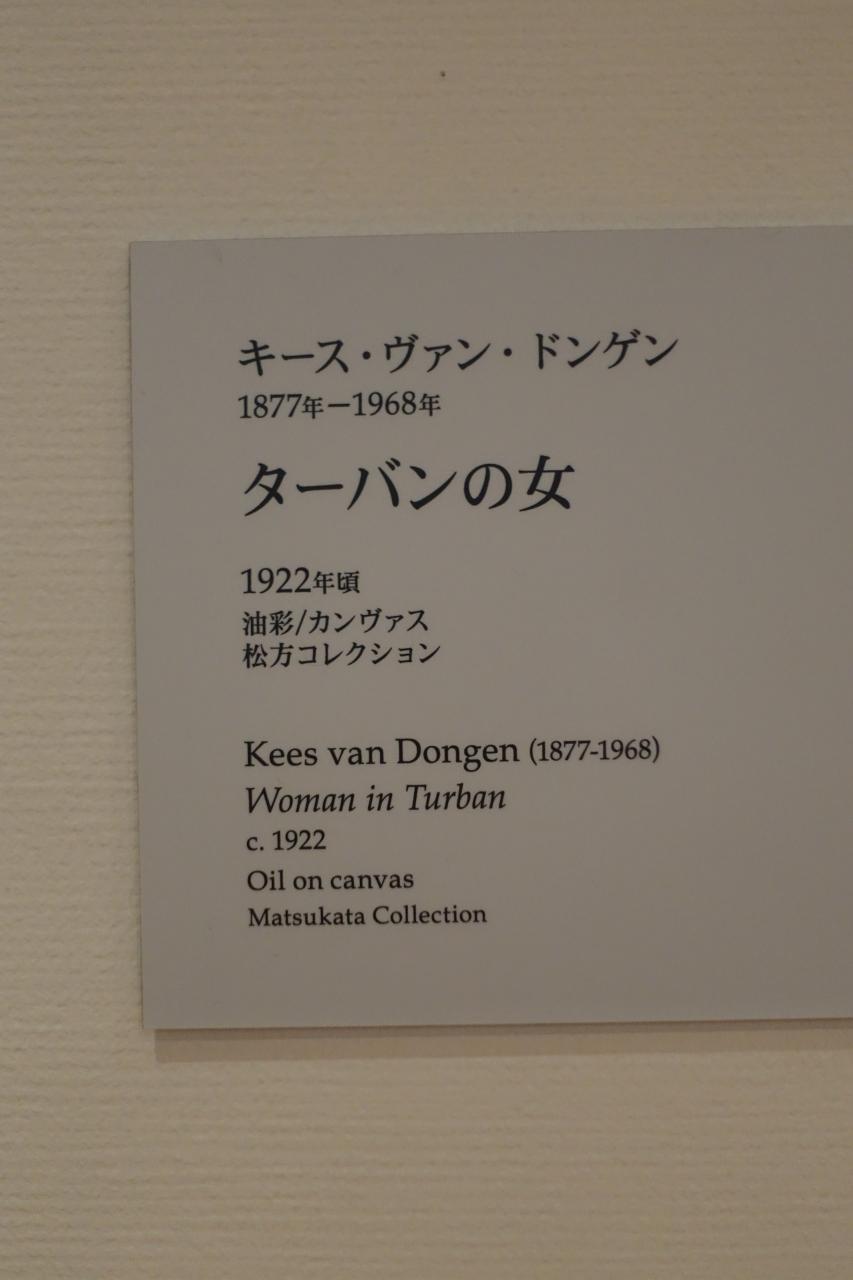 キース・ヴァン・ドンゲン
1877年－1968年
ターバンの女
1922年頃
油彩/カンヴァス
松方コレクション
Kees van Dongen (1877-1968)
Woman in Turban
c. 1922
Oil on canvas
Matsukata Collection